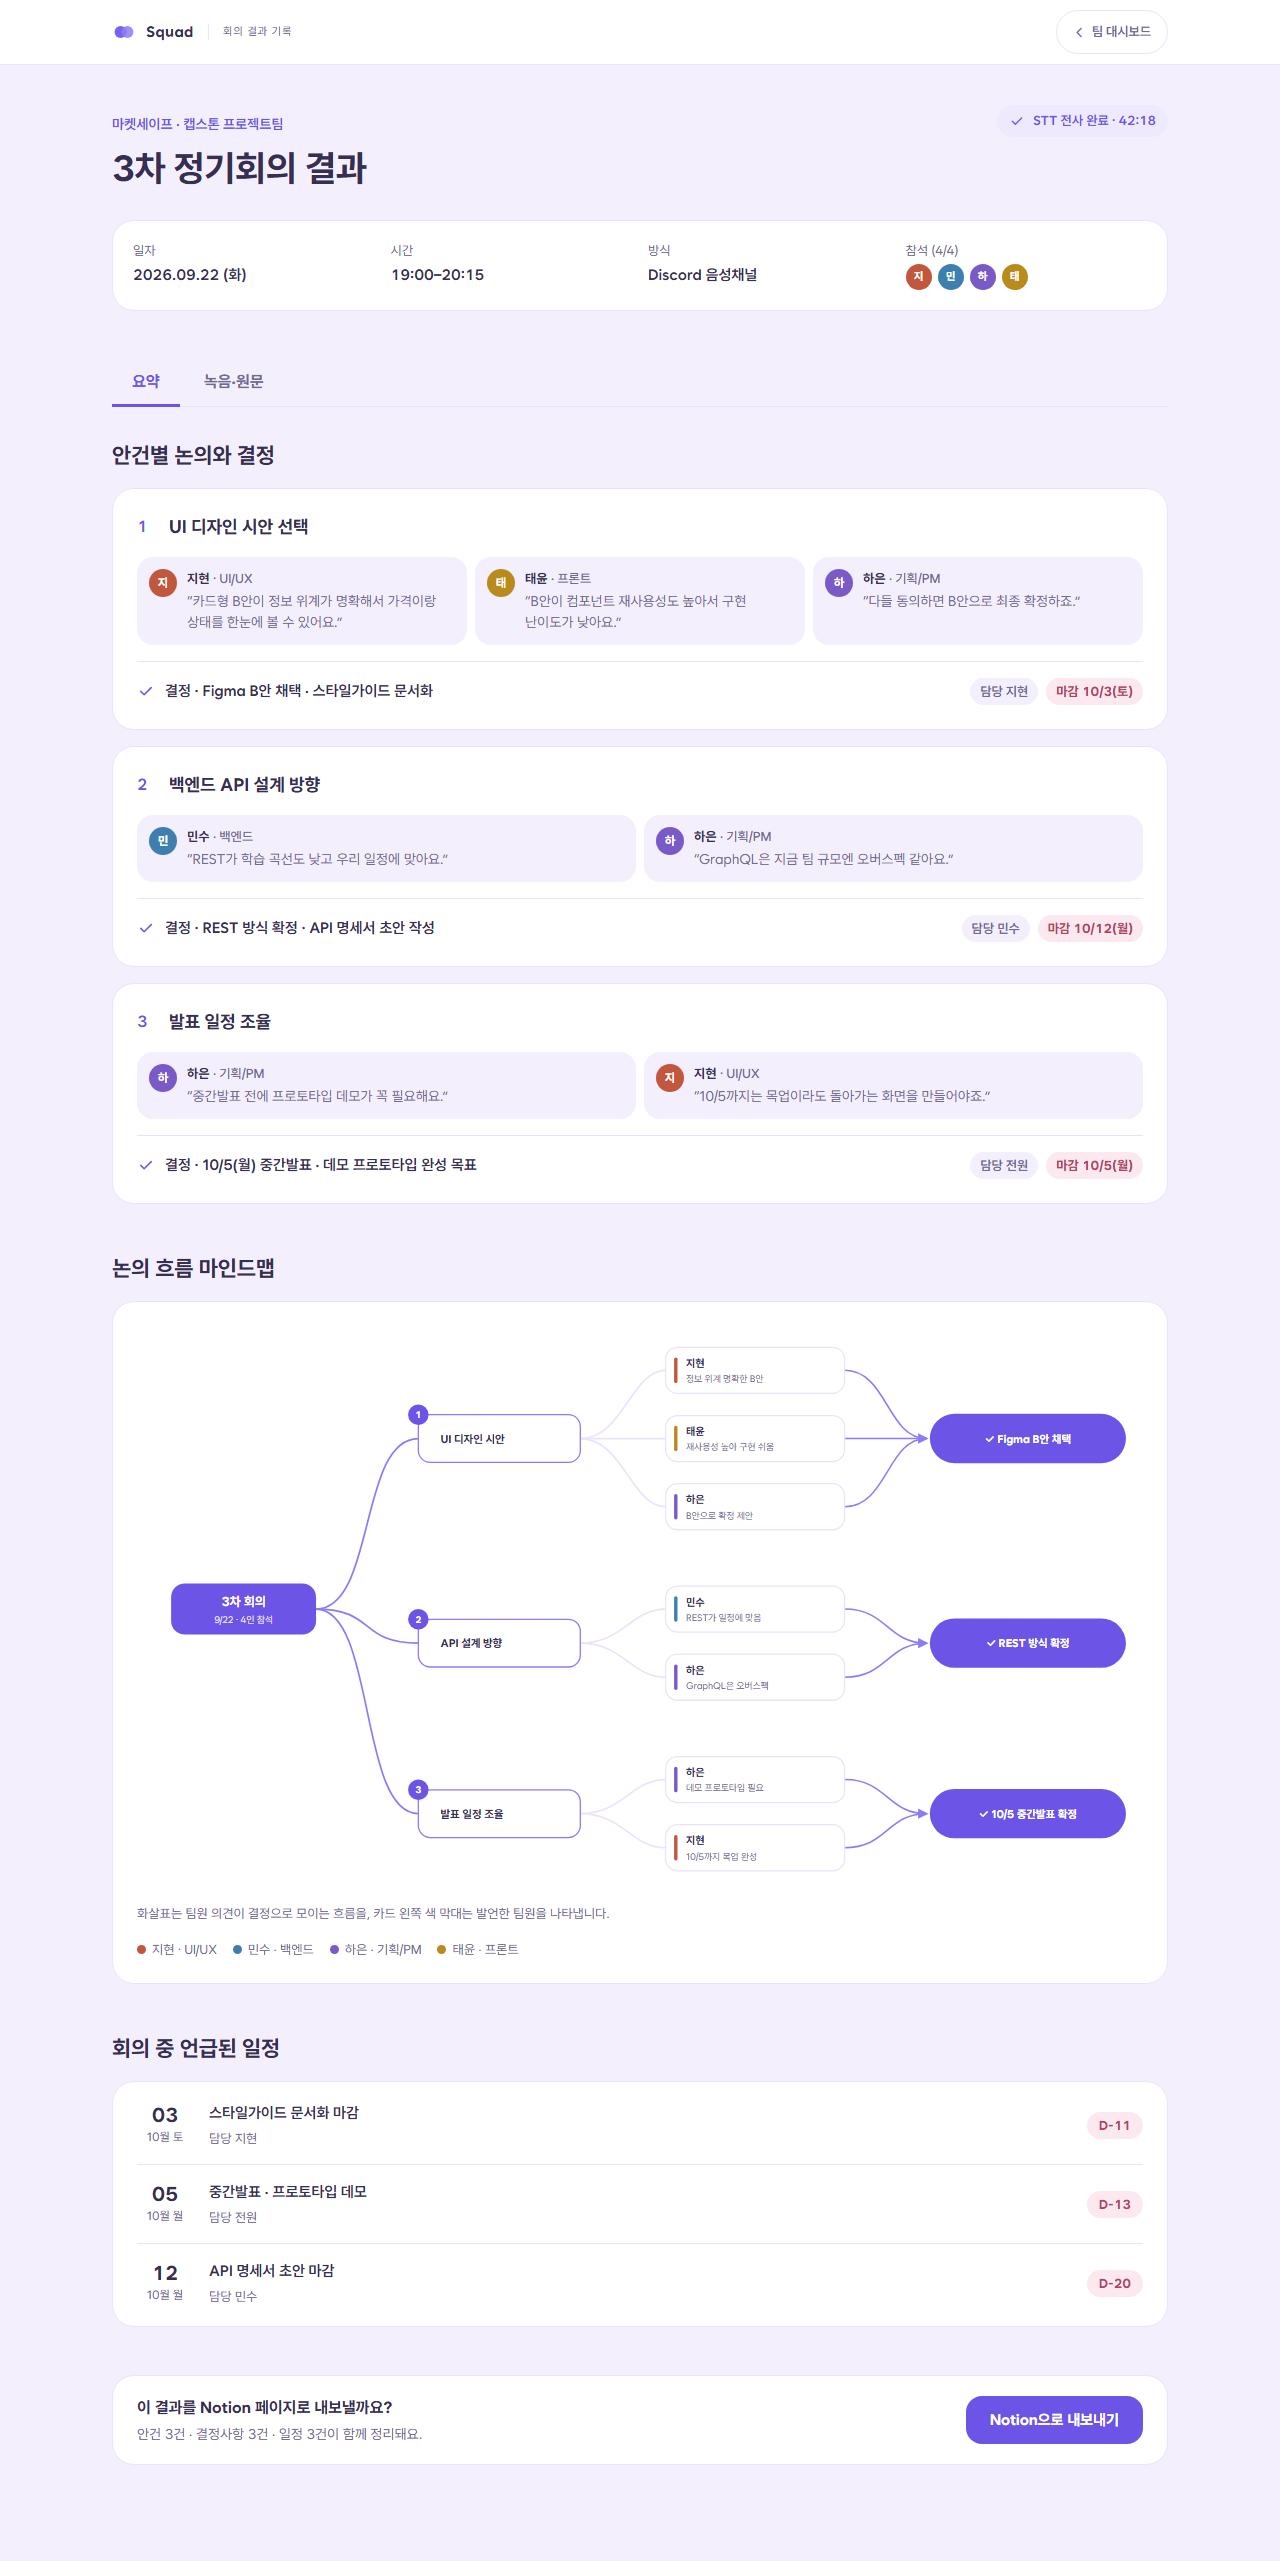 Squad
회의 결과 기록
팀 대시보드
마켓세이프 · 캡스톤 프로젝트팀
STT 전사 완료 · 42:18
3차 정기회의 결과
일자
2026.09.22 (화)
시간
19:00–20:15
방식
Discord 음성채널
참석 (4/4)
지 민 하 태
요약
녹음·원문
안건별 논의와 결정
1 UI 디자인 시안 선택
지
지현 · UI/UX
“카드형 B안이 정보 위계가 명확해서 가격이랑
상태를 한눈에 볼 수 있어요.”
태
태윤 · 프론트
“B안이 컴포넌트 재사용성도 높아서 구현
난이도가 낮아요.”
하
하은 · 기획/PM
“다들 동의하면 B안으로 최종 확정하죠.”
결정 · Figma B안 채택 · 스타일가이드 문서화
담당 지현
마감 10/3(토)
2 백엔드 API 설계 방향
민
민수 · 백엔드
“REST가 학습 곡선도 낮고 우리 일정에 맞아요.”
하
하은 · 기획/PM
“GraphQL은 지금 팀 규모엔 오버스펙 같아요.”
결정 · REST 방식 확정 · API 명세서 초안 작성
담당 민수
마감 10/12(월)
3 발표 일정 조율
하
하은 · 기획/PM
“중간발표 전에 프로토타입 데모가 꼭 필요해요.”
지
지현 · UI/UX
“10/5까지는 목업이라도 돌아가는 화면을 만들어야죠.”
결정 · 10/5(월) 중간발표 · 데모 프로토타입 완성 목표
담당 전원
마감 10/5(월)
논의 흐름 마인드맵
3차 회의
9/22 · 4인 참석
1
UI 디자인 시안
지현
정보 위계 명확한 B안
태윤
재사용성 높아 구현 쉬움
하은
B안으로 확정 제안
✓ Figma B안 채택
2
API 설계 방향
민수
REST가 일정에 맞음
하은
GraphQL은 오버스펙
✓ REST 방식 확정
3
발표 일정 조율
하은
데모 프로토타입 필요
지현
10/5까지 목업 완성
✓ 10/5 중간발표 확정
화살표는 팀원 의견이 결정으로 모이는 흐름을, 카드 왼쪽 색 막대는 발언한 팀원을 나타냅니다.
지현 · UI/UX 민수 · 백엔드 하은 · 기획/PM 태윤 · 프론트
회의 중 언급된 일정
03
10월 토
스타일가이드 문서화 마감
담당 지현
D-11
05
10월 월
중간발표 · 프로토타입 데모
담당 전원
D-13
12
10월 월
API 명세서 초안 마감
담당 민수
D-20
이 결과를 Notion 페이지로 내보낼까요?
안건 3건 · 결정사항 3건 · 일정 3건이 함께 정리돼요.
Notion으로 내보내기